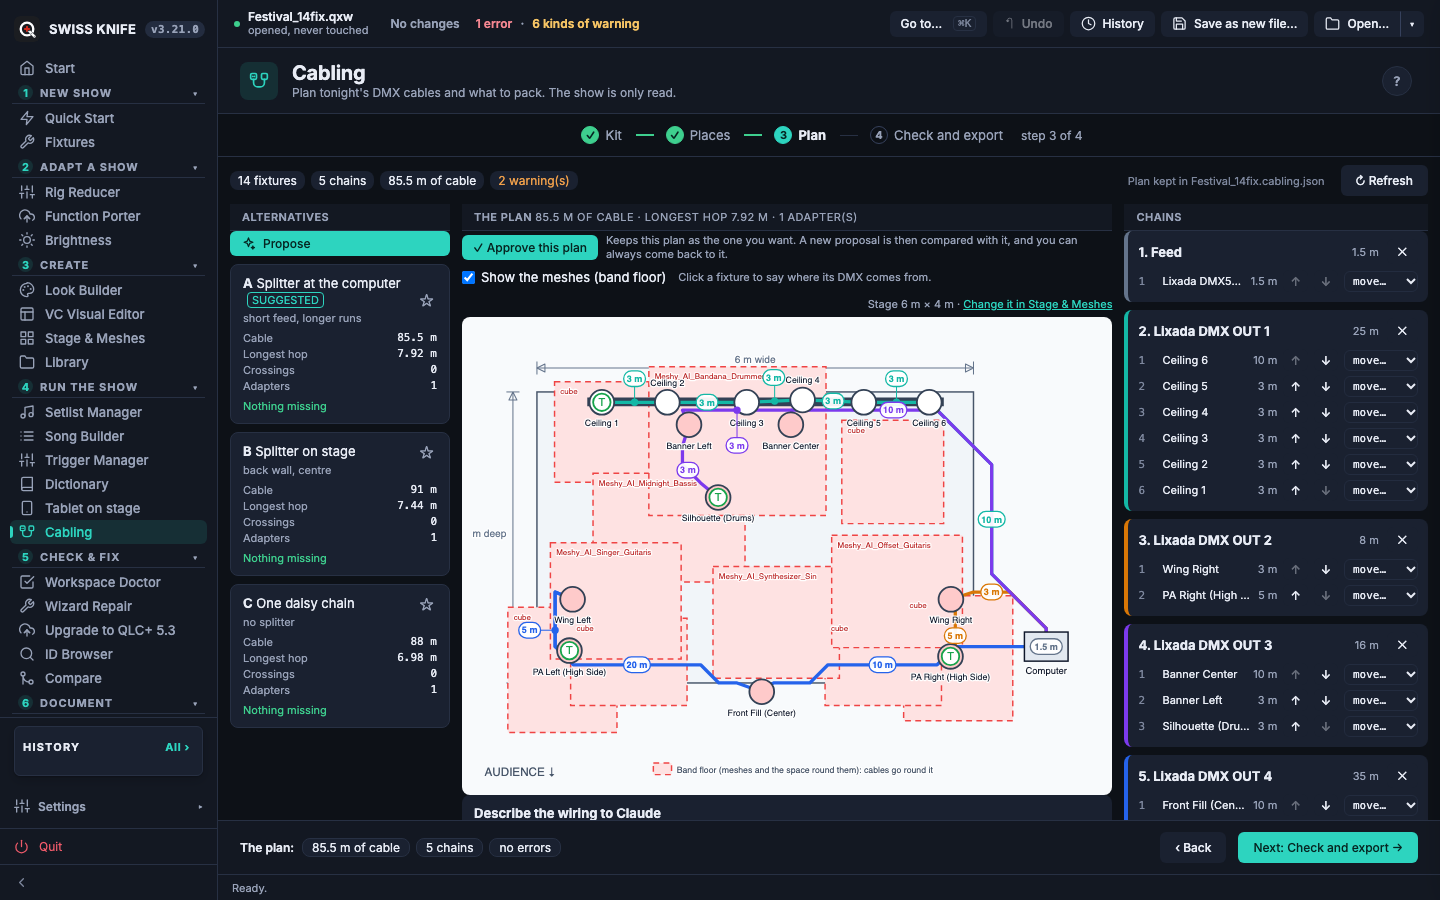 SWISS KNIFE v3.21.0
Start
1 NEW SHOW
Quick Start
Fixtures
2 ADAPT A SHOW
Rig Reducer
Function Porter
Brightness
3 CREATE
Look Builder
VC Visual Editor
Stage & Meshes
Library
4 RUN THE SHOW
Setlist Manager
Song Builder
Trigger Manager
Dictionary
Tablet on stage
Cabling
5 CHECK & FIX
Workspace Doctor
Wizard Repair
Upgrade to QLC+ 5.3
ID Browser
Compare
6 DOCUMENT
HISTORY All ›
Settings
Quit
Festival_14fix.qxw
opened, never touched
No changes 1 error · 6 kinds of warning
Go to... ⌘K
Undo
History
Save as new file...
Open...
Cabling
Plan tonight's DMX cables and what to pack. The show is only read.
?
Kit
Places
3 Plan
4 Check and export
step 3 of 4
14 fixtures
5 chains
85.5 m of cable
2 warning(s)
Plan kept in Festival_14fix.cabling.json
↻ Refresh
ALTERNATIVES
Propose
A Splitter at the computer
SUGGESTED
short feed, longer runs
Cable 85.5 m
Longest hop 7.92 m
Crossings 0
Adapters 1
Nothing missing
B Splitter on stage
back wall, centre
Cable 91 m
Longest hop 7.44 m
Crossings 0
Adapters 1
Nothing missing
C One daisy chain
no splitter
Cable 88 m
Longest hop 6.98 m
Crossings 0
Adapters 1
Nothing missing
THE PLAN 85.5 M OF CABLE · LONGEST HOP 7.92 M · 1 ADAPTER(S)
✓ Approve this plan
Keeps this plan as the one you want. A new proposal is then compared with it, and you can
always come back to it.
Show the meshes (band floor) Click a fixture to say where its DMX comes from.
Stage 6 m × 4 m · Change it in Stage & Meshes
6 m wide
Meshy_AI_Bandana_Drummer
3 m
3 m
3 m
Ceiling 2
Ceiling 4
cube
T
3 m
3 m
10 m
Ceiling 1
Ceiling 3
Ceiling 5
Ceiling 6
cube
Banner Left
3 m
Banner Center
3 m
Meshy_AI_Midnight_Bassis
T
Silhouette (Drums)
m deep
10 m
Meshy_AI_Singer_Guitaris
Meshy_AI_Offset_Guitaris
Meshy_AI_Synthesizer_Sin
3 m
cube
cube
Wing Left
Wing Right
5 m
cube
cube
5 m
T
T
1.5 m
PA Left (High Side)
20 m
10 m
PA Right (High Side)
Computer
Front Fill (Center)
AUDIENCE ↓
Band floor (meshes and the space round them): cables go round it
Describe the wiring to Claude
CHAINS
1. Feed 1.5 m ✕
1 Lixada DMX5... 1.5 m ↑ ↓ move...
2. Lixada DMX OUT 1 25 m ✕
1 Ceiling 6 10 m ↑ ↓ move...
2 Ceiling 5 3 m ↑ ↓ move...
3 Ceiling 4 3 m ↑ ↓ move...
4 Ceiling 3 3 m ↑ ↓ move...
5 Ceiling 2 3 m ↑ ↓ move...
6 Ceiling 1 3 m ↑ ↓ move...
3. Lixada DMX OUT 2 8 m ✕
1 Wing Right 3 m ↑ ↓ move...
2 PA Right (High ... 5 m ↑ ↓ move...
4. Lixada DMX OUT 3 16 m ✕
1 Banner Center 10 m ↑ ↓ move...
2 Banner Left 3 m ↑ ↓ move...
3 Silhouette (Dru... 3 m ↑ ↓ move...
5. Lixada DMX OUT 4 35 m ✕
1 Front Fill (Cen... 10 m ↑ ↓ move...
The plan:
85.5 m of cable
5 chains
no errors
‹ Back
Next: Check and export →
Ready.